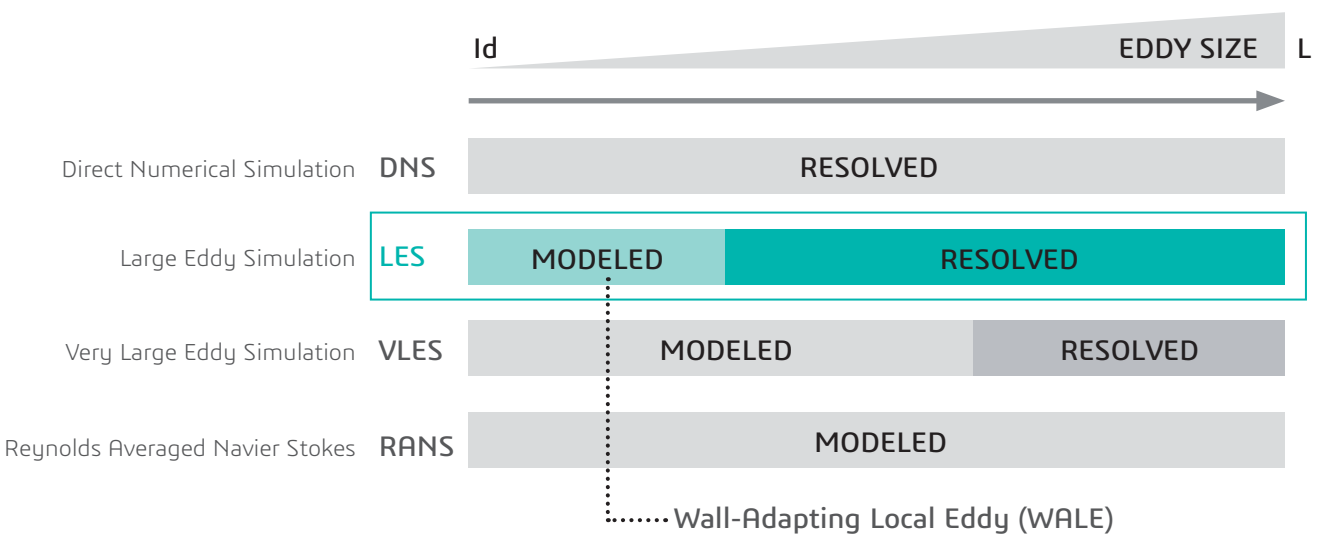 Id EDDY SIZE L
Direct Numerical Simulation DNS RESOLVED
Large Eddy Simulation LES MODELED RESOLVED
Very Large Eddy Simulation VLES MODELED RESOLVED
Reynolds Averaged Navier Stokes RANS MODELED
Wall-Adapting Local Eddy (WALE)